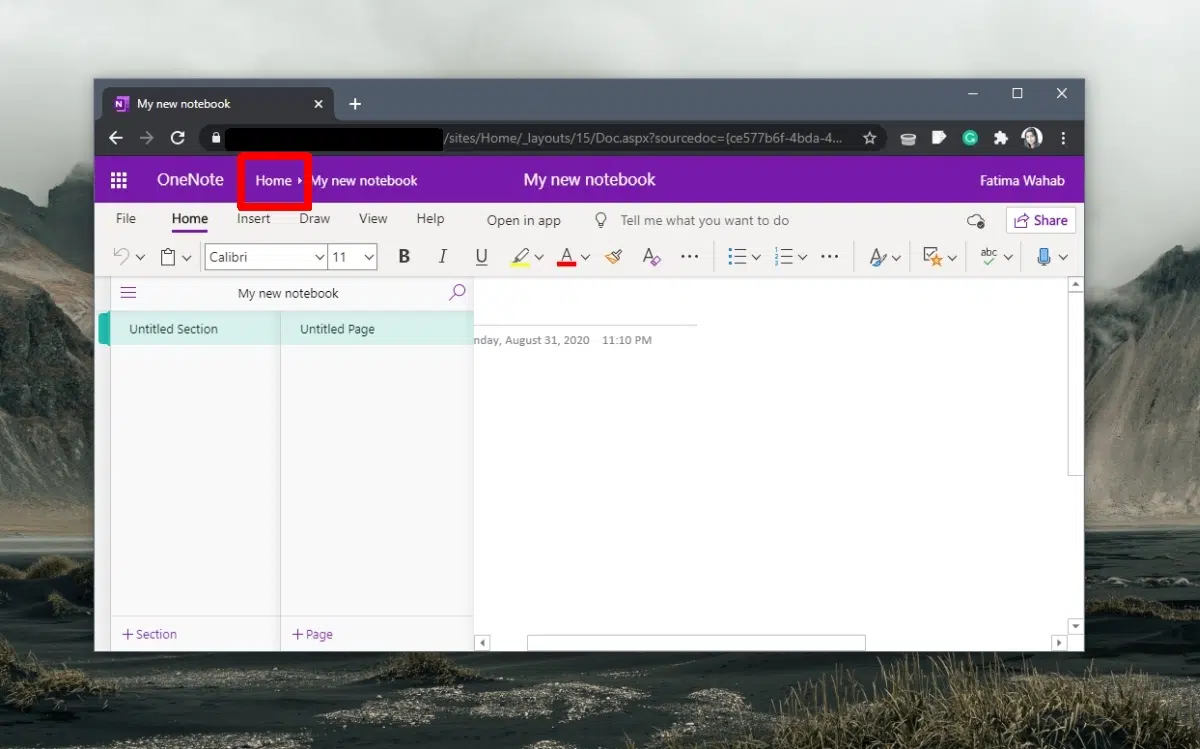 My new notebook
/sites/Home/_layouts/15/Doc.aspx?sourcedoc={ce577b6f-4bda-4...
OneNote Home My new notebook My new notebook Fatima Wahab
File Home Insert Draw View Help Open in app Tell me what you want to do Share
Calibri 11 B I U A A abc
My new notebook
Untitled Section Untitled Page
nday, August 31, 2020 11:10 PM
+ Section + Page